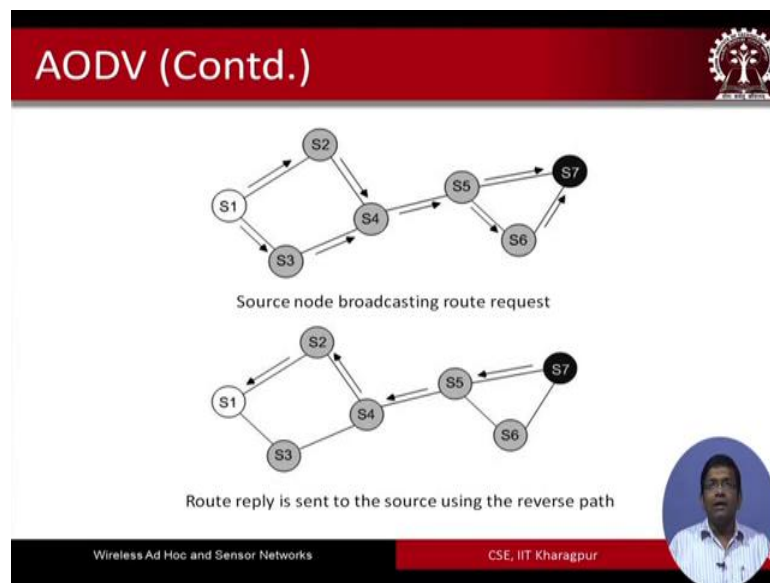 AODV (Contd.)
S2
S7
S5
S1
S4
S6
S3
Source node broadcasting route request
S2
S7
S5
S1
S4
S6
S3
Route reply is sent to the source using the reverse path
Wireless Ad Hoc and Sensor Networks
CSE, IIT Kharagpur